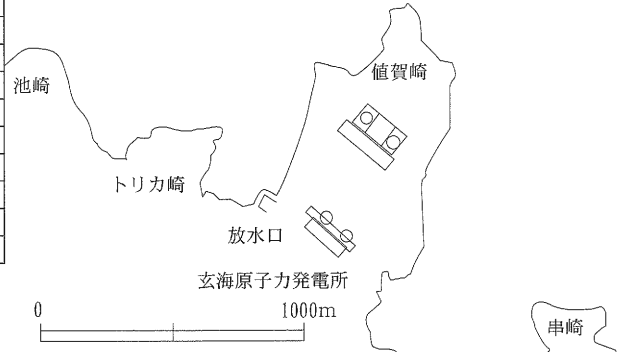 値賀崎
池崎
トリカ崎
放水口
玄海原子力発電所
0 1000m
串崎